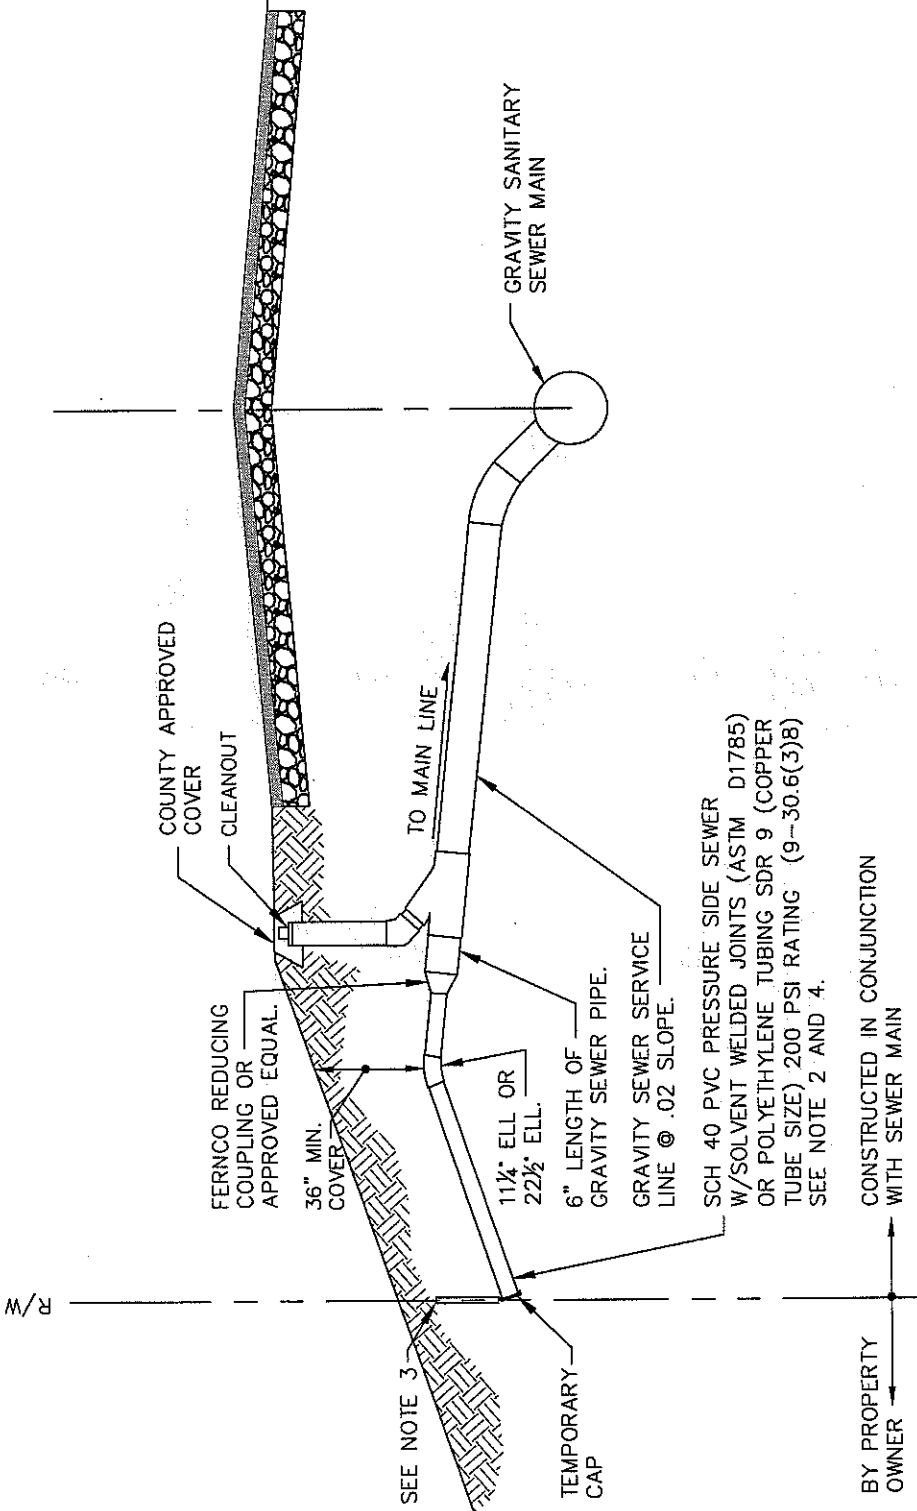 R/W
COUNTY APPROVED
COVER
CLEANOUT
GRAVITY SANITARY
SEWER MAIN
TO MAIN LINE
FERNCO REDUCING
COUPLING OR
APPROVED EQUAL.
36" MIN.
COVER
11¼° ELL OR
22½° ELL.
6" LENGTH OF
GRAVITY SEWER PIPE.
GRAVITY SEWER SERVICE
LINE @ .02 SLOPE.
SCH 40 PVC PRESSURE SIDE SEWER
W/SOLVENT WELDED JOINTS (ASTM D1785)
OR POLYETHYLENE TUBING SDR 9 (COPPER
TUBE SIZE) 200 PSI RATING (9-30.6(3)8)
SEE NOTE 2 AND 4.
SEE NOTE 3
TEMPORARY
CAP
BY PROPERTY
OWNER
CONSTRUCTED IN CONJUNCTION
WITH SEWER MAIN